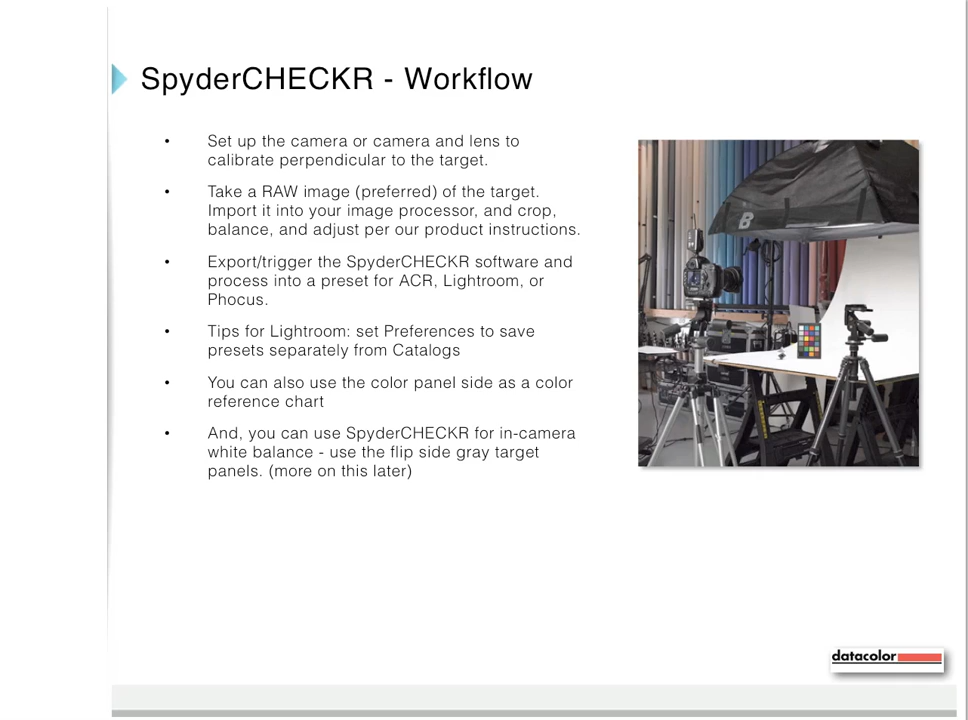 SpyderCHECKR - Workflow
• Set up the camera or camera and lens to
calibrate perpendicular to the target.
• Take a RAW image (preferred) of the target.
Import it into your image processor, and crop,
balance, and adjust per our product instructions.
• Export/trigger the SpyderCHECKR software and
process into a preset for ACR, Lightroom, or
Phocus.
• Tips for Lightroom: set Preferences to save
presets separately from Catalogs
• You can also use the color panel side as a color
reference chart
• And, you can use SpyderCHECKR for in-camera
white balance - use the flip side gray target
panels. (more on this later)
B
datacolor